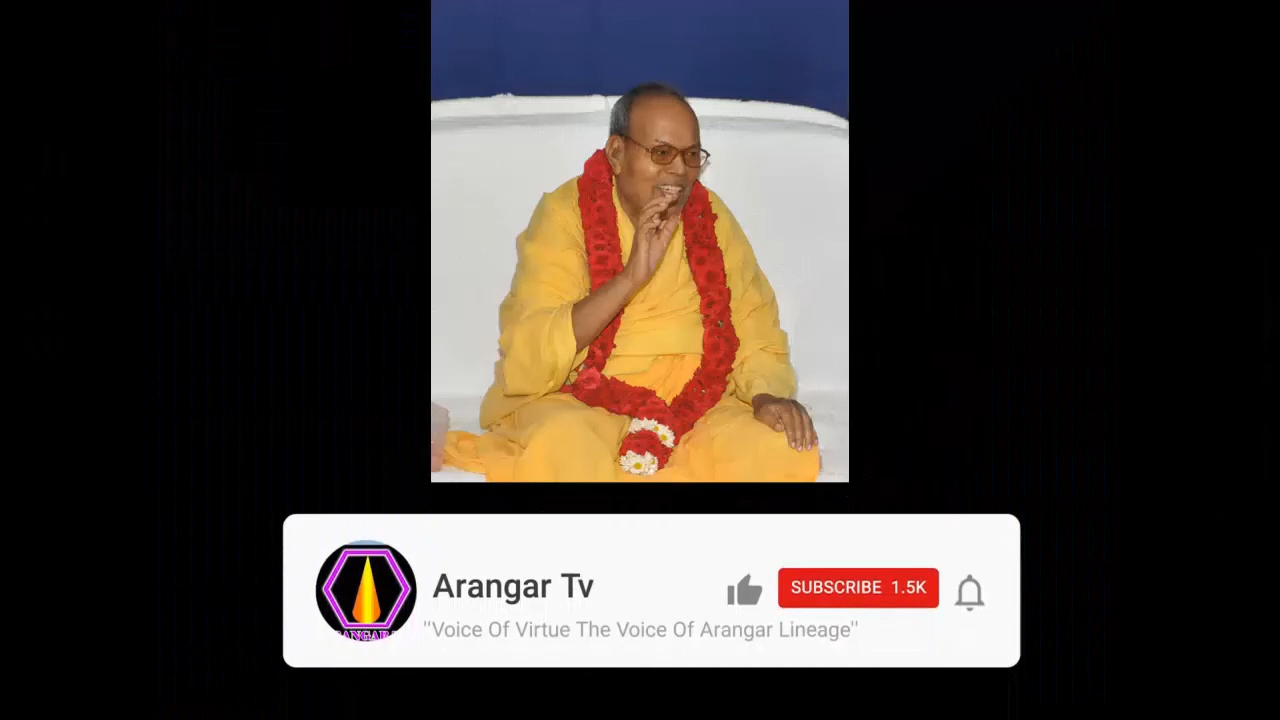 Arangar Tv
SUBSCRIBE 1.5K
"Voice Of Virtue The Voice Of Arangar Lineage"